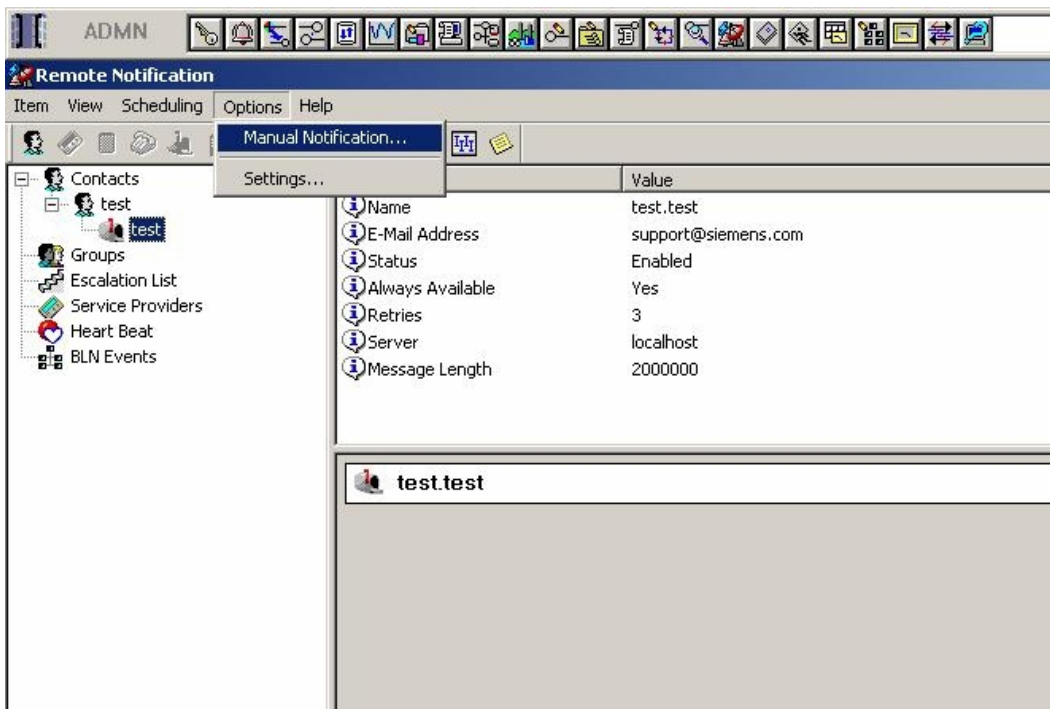 ADMN
Remote Notification
Item View Scheduling Options Help
Manual Notification...
Settings...
Contacts
test
test
Groups
Escalation List
Service Providers
Heart Beat
BLN Events
Value
Name test.test
E-Mail Address support@siemens.com
Status Enabled
Always Available Yes
Retries 3
Server localhost
Message Length 2000000
test.test